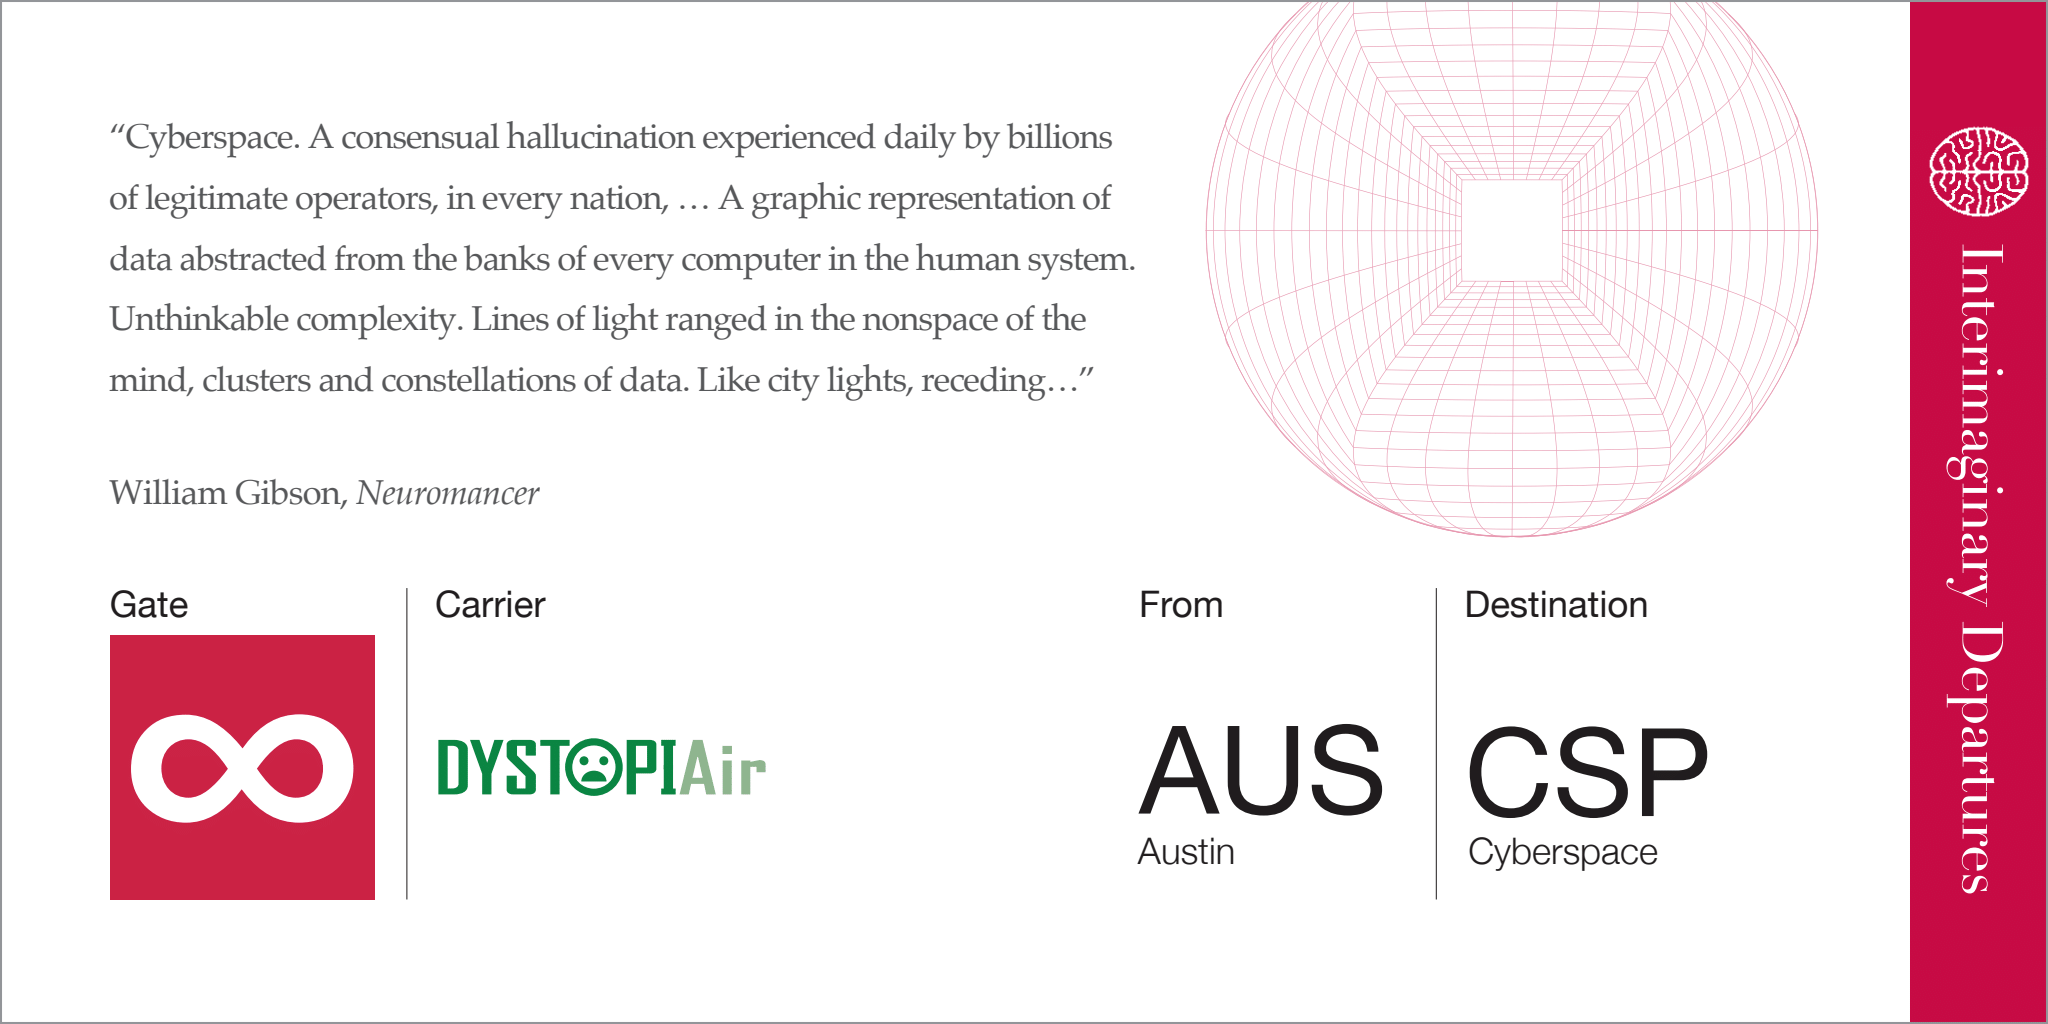 “Cyberspace. A consensual hallucination experienced daily by billions
of legitimate operators, in every nation, … A graphic representation of
data abstracted from the banks of every computer in the human system.
Unthinkable complexity. Lines of light ranged in the nonspace of the
mind, clusters and constellations of data. Like city lights, receding…”
William Gibson, Neuromancer
Gate
∞
Carrier
DYSTOPIAir
From
AUS
Austin
Destination
CSP
Cyberspace
Interimaginary Departures